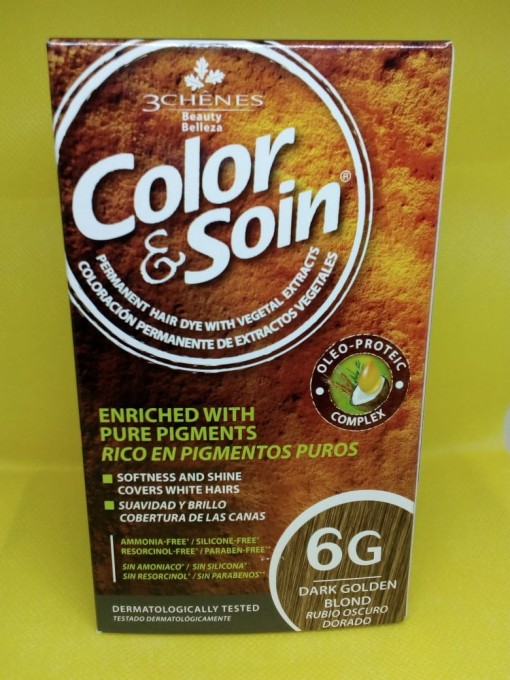 3CHÊNES
Beauty
Belleza
Color
& Soin®
PERMANENT HAIR DYE WITH VEGETAL EXTRACTS
COLORACIÓN PERMANENTE DE EXTRACTOS VEGETALES
OLEO-PROTEIC
COMPLEX
ENRICHED WITH
PURE PIGMENTS
RICO EN PIGMENTOS PUROS
SOFTNESS AND SHINE
COVERS WHITE HAIRS
SUAVIDAD Y BRILLO
COBERTURA DE LAS CANAS
AMMONIA-FREE* / SILICONE-FREE*
RESORCINOL-FREE* / PARABEN-FREE**
SIN AMONIACO* / SIN SILICONA*
SIN RESORCINOL* / SIN PARABENOS**
6G
DARK GOLDEN
BLOND
RUBIO OSCURO
DORADO
DERMATOLOGICALLY TESTED
TESTADO DERMATOLÓGICAMENTE